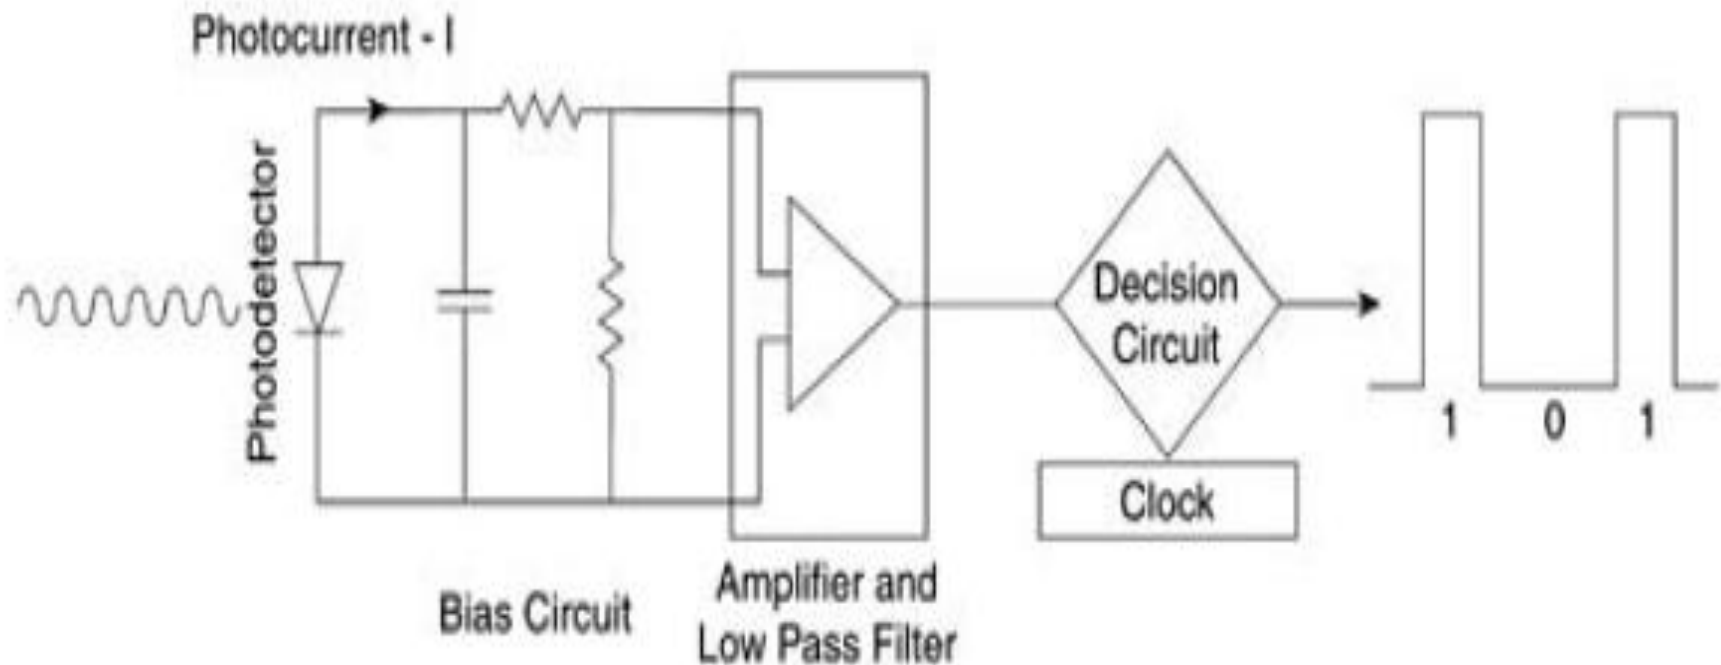 Photocurrent - I
Photodetector
Decision
Circuit
Clock
1 0 1
Bias Circuit
Amplifier and
Low Pass Filter